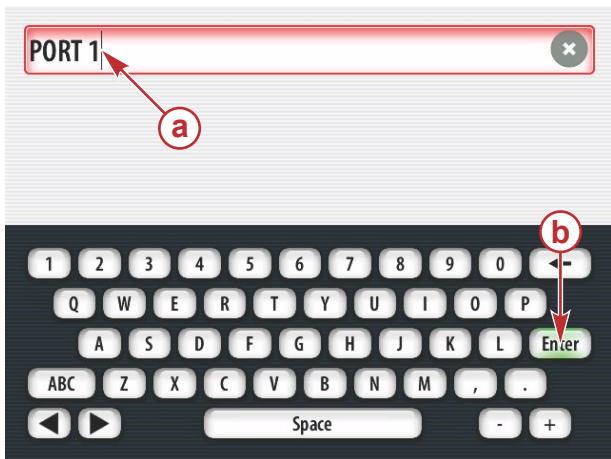 PORT 1
a
b
1 2 3 4 5 6 7 8 9 0
Q W E R T Y U I O P
A S D F G H J K L Enter
ABC Z X C V B N M , .
Space - +